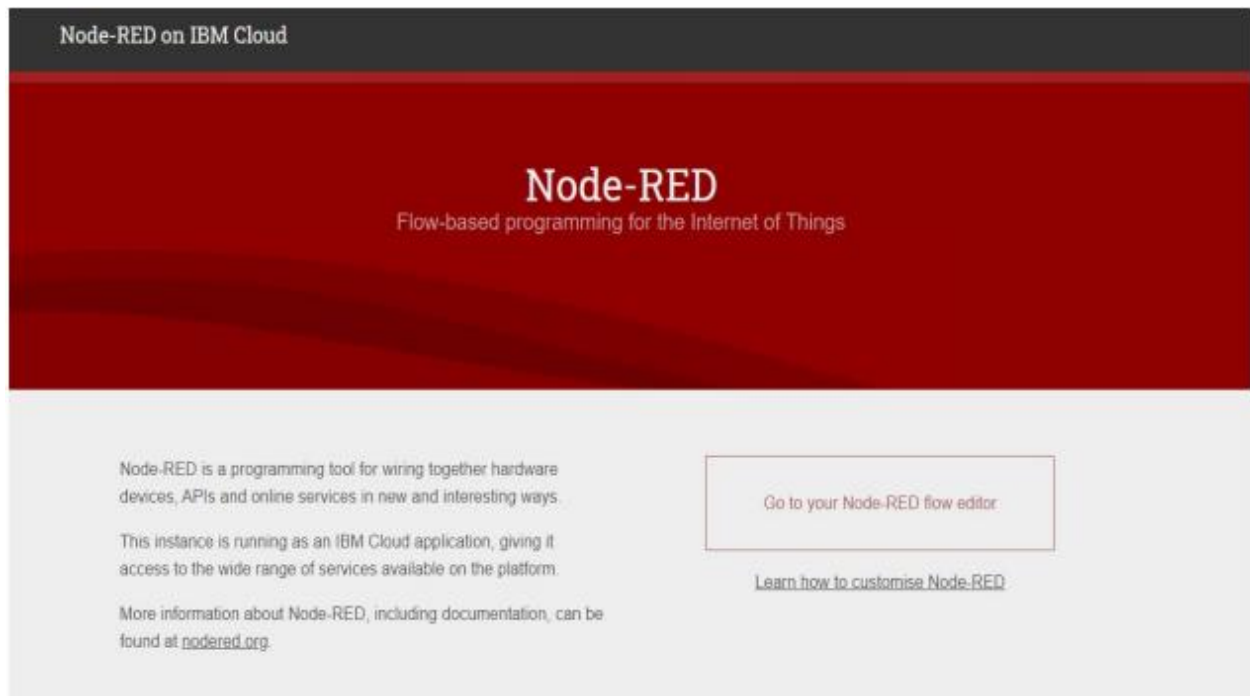 Node-RED on IBM Cloud
Node-RED
Flow-based programming for the Internet of Things
Node-RED is a programming tool for wiring together hardware
devices, APIs and online services in new and interesting ways.
This instance is running as an IBM Cloud application, giving it
access to the wide range of services available on the platform.
More information about Node-RED, including documentation, can be
found at nodered.org.
Go to your Node-RED flow editor
Learn how to customise Node-RED